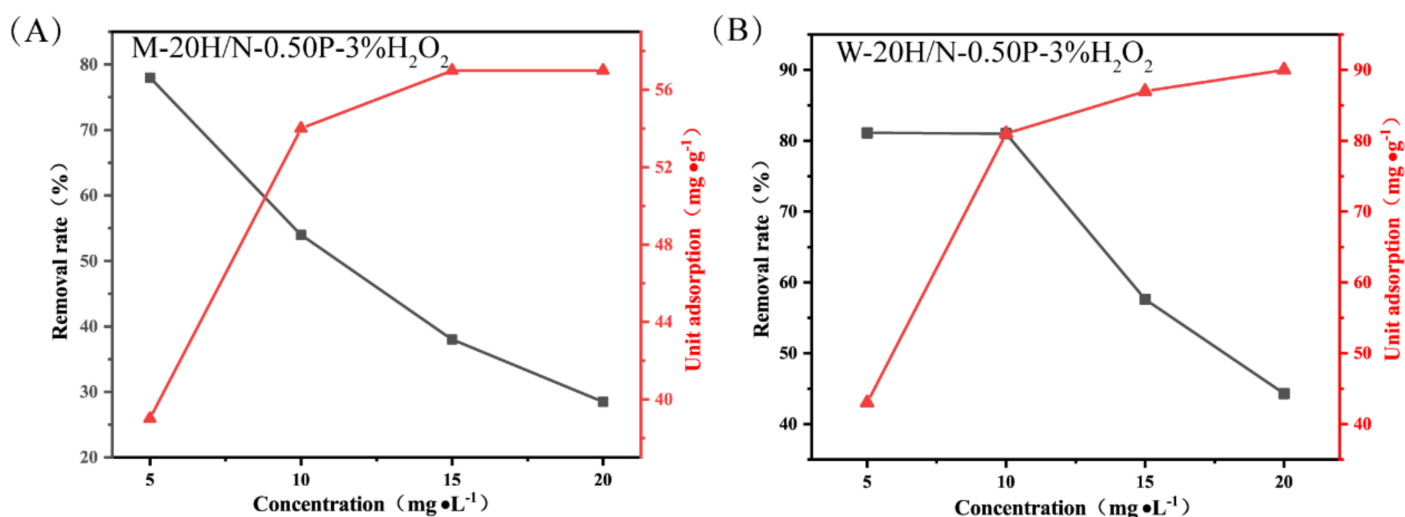 (A)
M-20H/N-0.50P-3%H₂O₂
Removal rate (%)
80
70
60
50
40
30
20
56
52
48
44
40
Unit adsorption (mg•g⁻¹)
5 10 15 20
Concentration (mg•L⁻¹)
(B)
W-20H/N-0.50P-3%H₂O₂
Removal rate (%)
90
80
70
60
50
40
90
80
70
60
50
40
Unit adsorption (mg•g⁻¹)
5 10 15 20
Concentration (mg•L⁻¹)